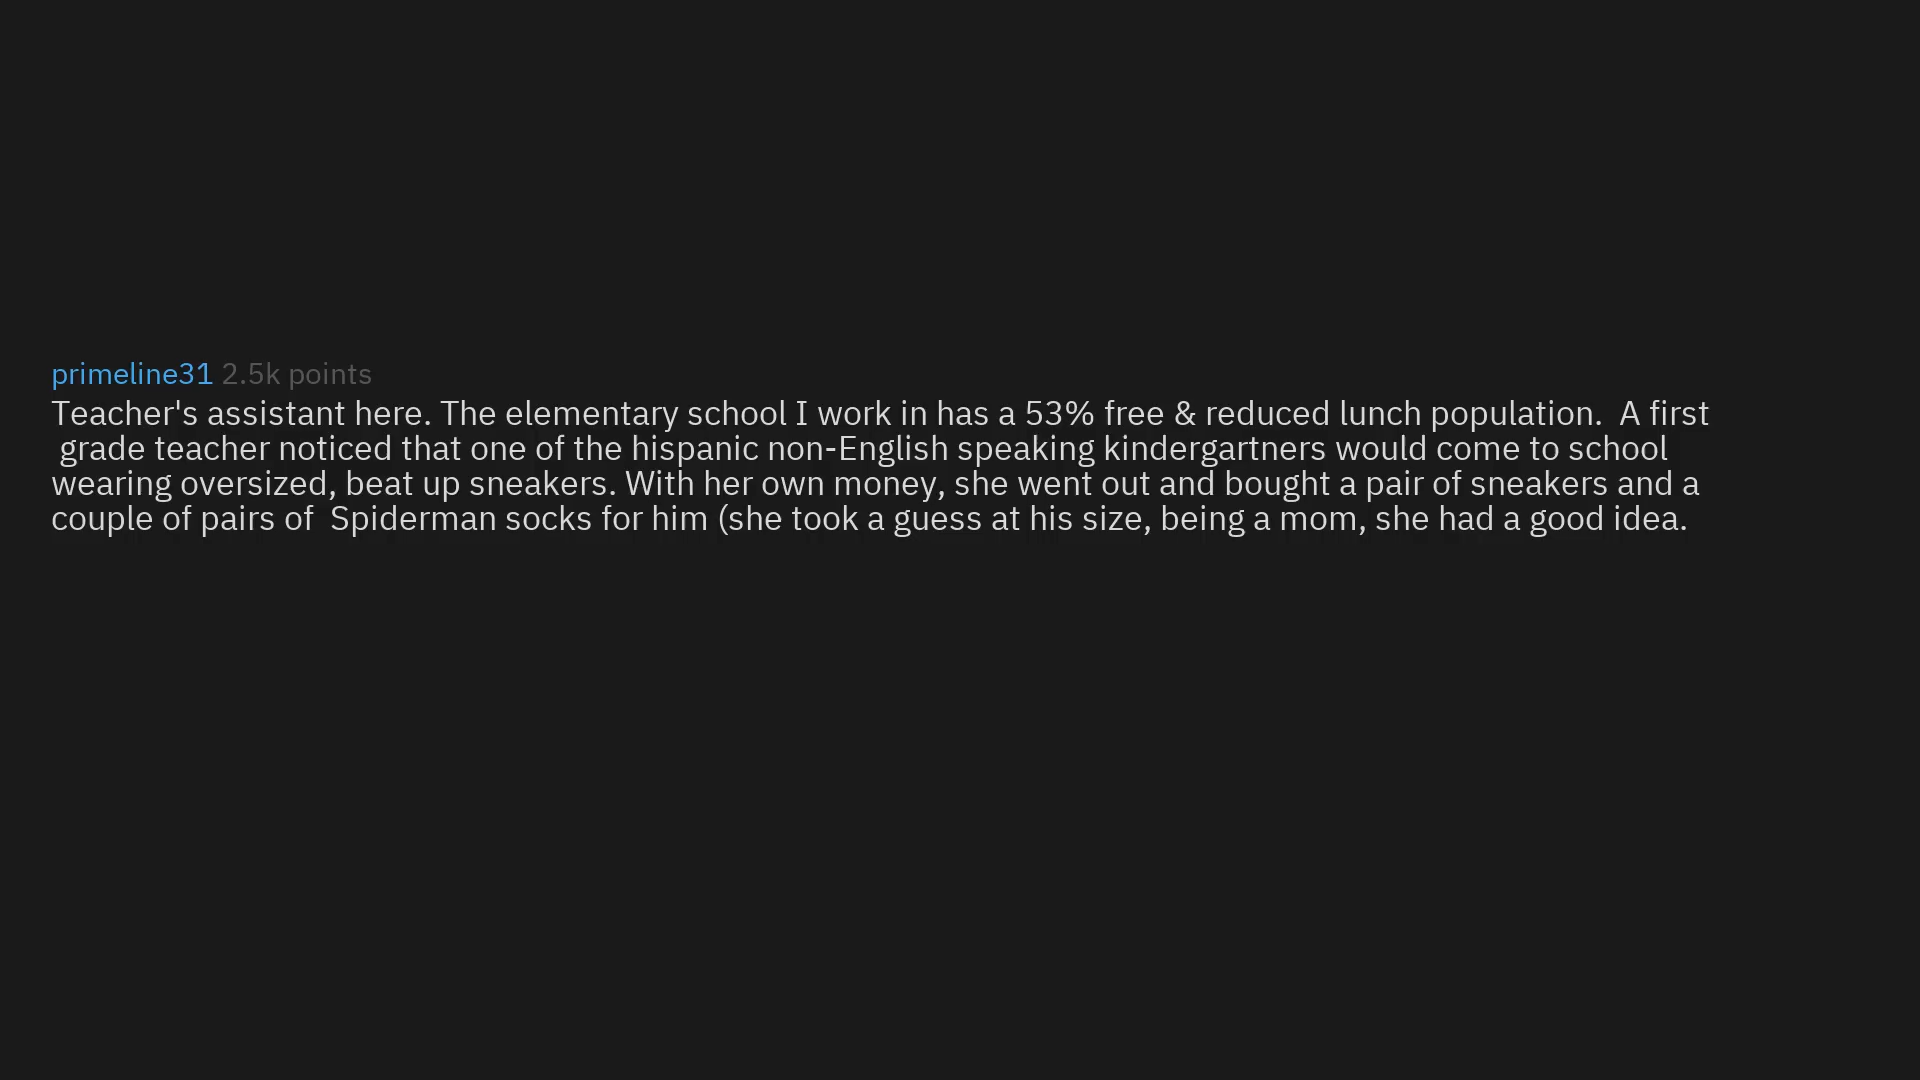 primeline31 2.5k points
Teacher's assistant here. The elementary school I work in has a 53% free & reduced lunch population.  A first
grade teacher noticed that one of the hispanic non-English speaking kindergartners would come to school
wearing oversized, beat up sneakers. With her own money, she went out and bought a pair of sneakers and a
couple of pairs of  Spiderman socks for him (she took a guess at his size, being a mom, she had a good idea.